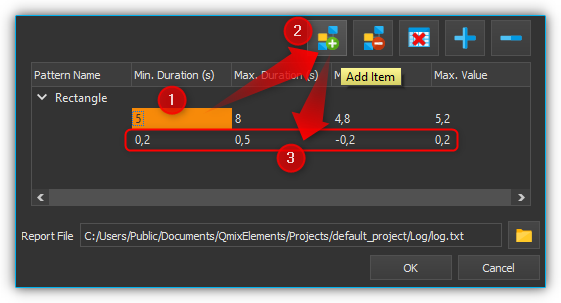 2
Add Item
Pattern Name Min. Duration (s) Max. Duration (s) M Max. Value
Rectangle
1
5 8 4,8 5,2
0,2 0,5 -0,2 0,2
3
Report File C:/Users/Public/Documents/QmixElements/Projects/default_project/Log/log.txt
OK Cancel